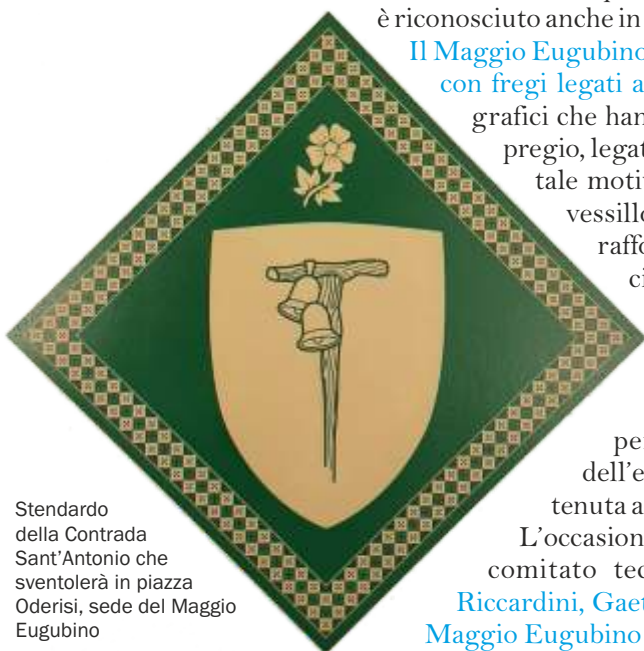 è riconosciuto anche in
Il Maggio Eugubino
con fregi legati a
grafici che han
pregio, legat
tale moti
vessillo
raffo
ci
pe
dell'e
tenuta a
L'occasion
comitato tec
Riccardini, Gaet
Maggio Eugubino
Stendardo
della Contrada
Sant'Antonio che
sventolerà in piazza
Oderisi, sede del Maggio
Eugubino